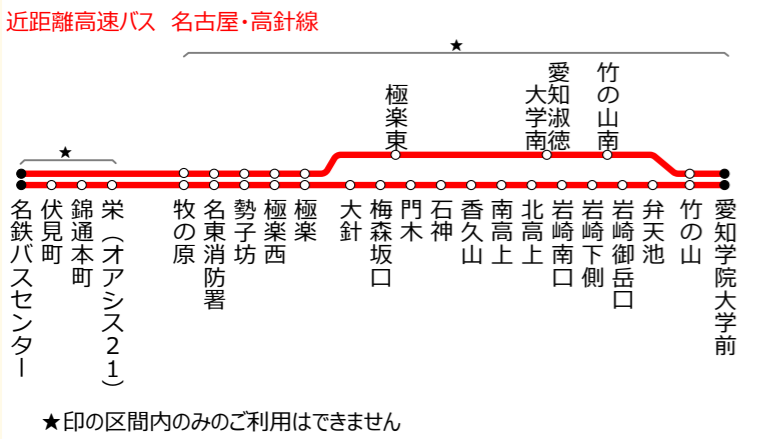 近距離高速バス 名古屋・高針線
★
極楽東
愛知淑徳
大学南
竹の山南
★
名鉄バスセンター
伏見町
錦通本町
栄（オアシス21）
牧の原
名東消防署
勢子坊
極楽西
極楽
大針
梅森坂口
門木
石神
香久山
南高上
北高上
岩崎南口
岩崎下側
岩崎御岳口
弁天池
竹の山
愛知学院大学前
★印の区間内のみのご利用はできません